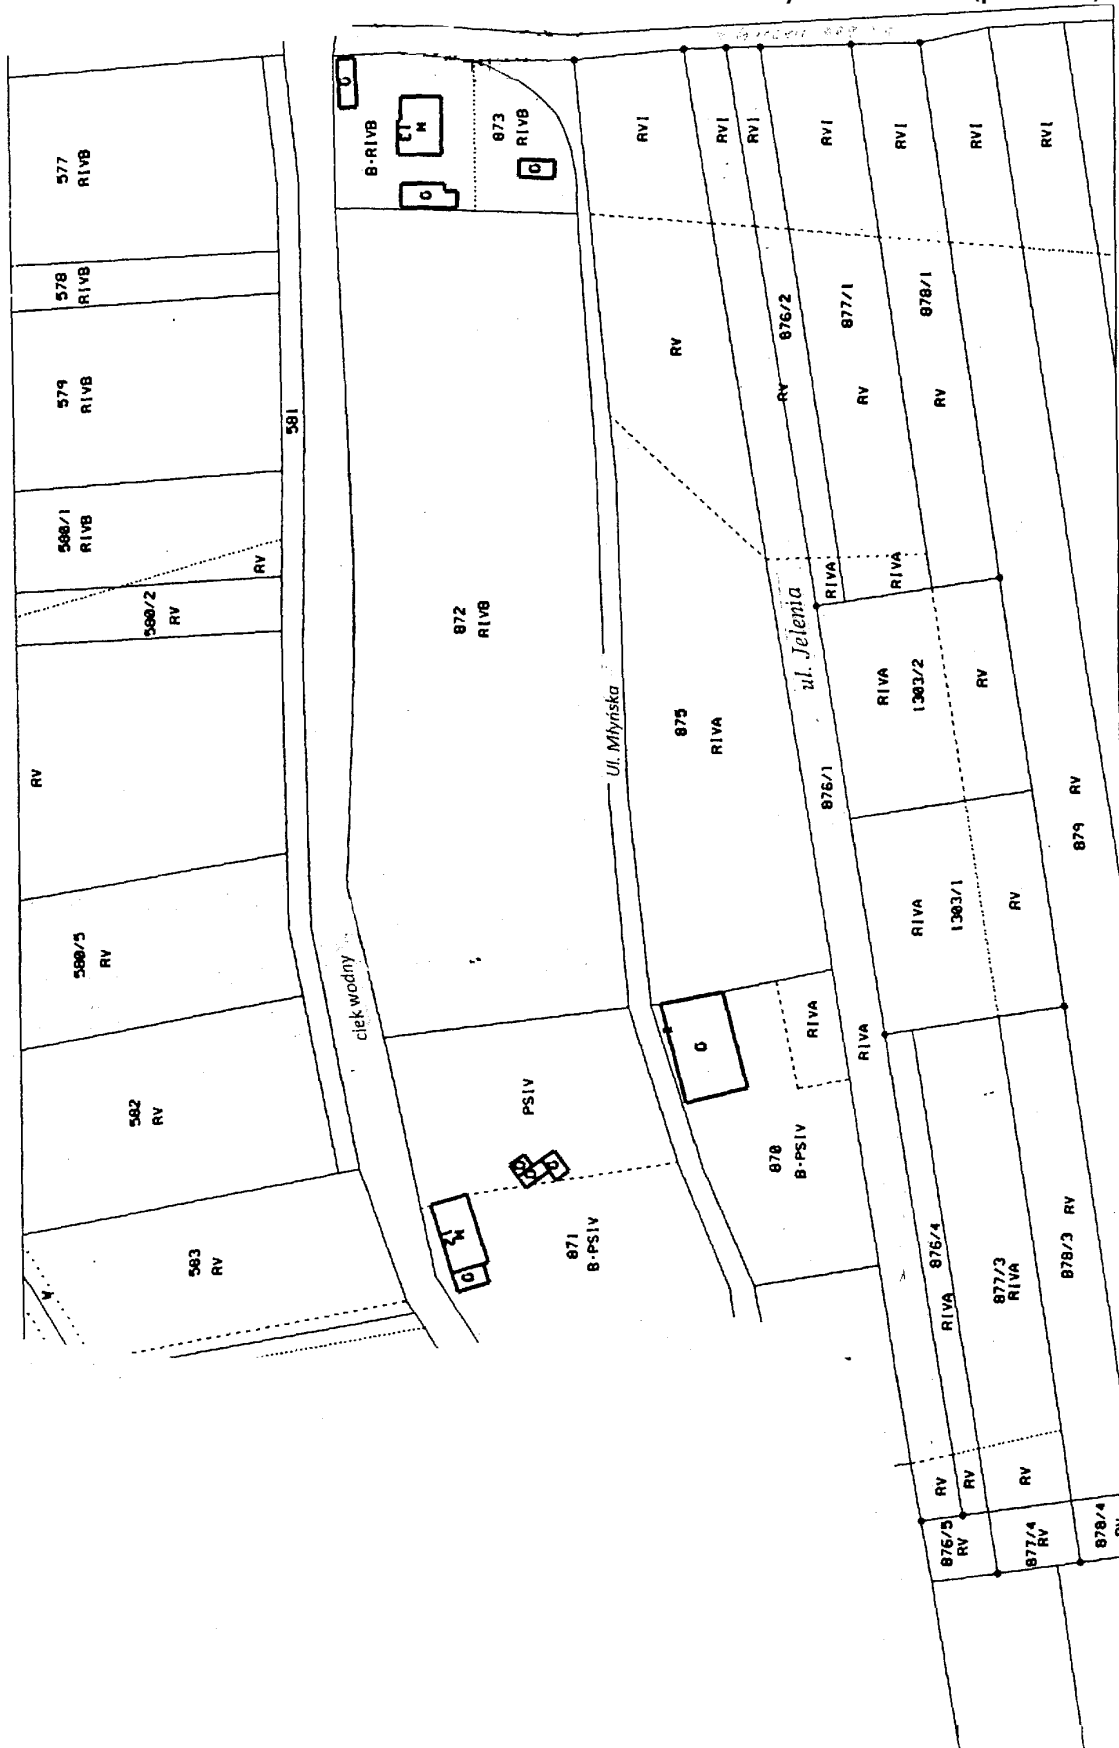 577
RIVB
578
RIVB
579
RIVB
580/1
RIVB
RV
580/2
RV
RV
580/5
RV
582
RV
583
RV
581
ciek wodny
B-RIVB
G
M
G
873
RIVB
G
872
RIVB
PSIV
871
B-PSIV
M
G
Ul. Młyńska
RVI
RVI
RVI
RVI
RVI
RVI
RVI
RV
876/2
RV
877/1
RV
878/1
RV
RIVA
RIVA
875
RIVA
ul. Jelenia
876/1
RIVA
1303/2
RV
RIVA
1303/1
RV
879
RV
G
RIVA
RIVA
870
B-PSIV
876/4
RIVA
877/3
RIVA
878/3
RV
RV
RV
RV
876/5
RV
877/4
RV
878/4